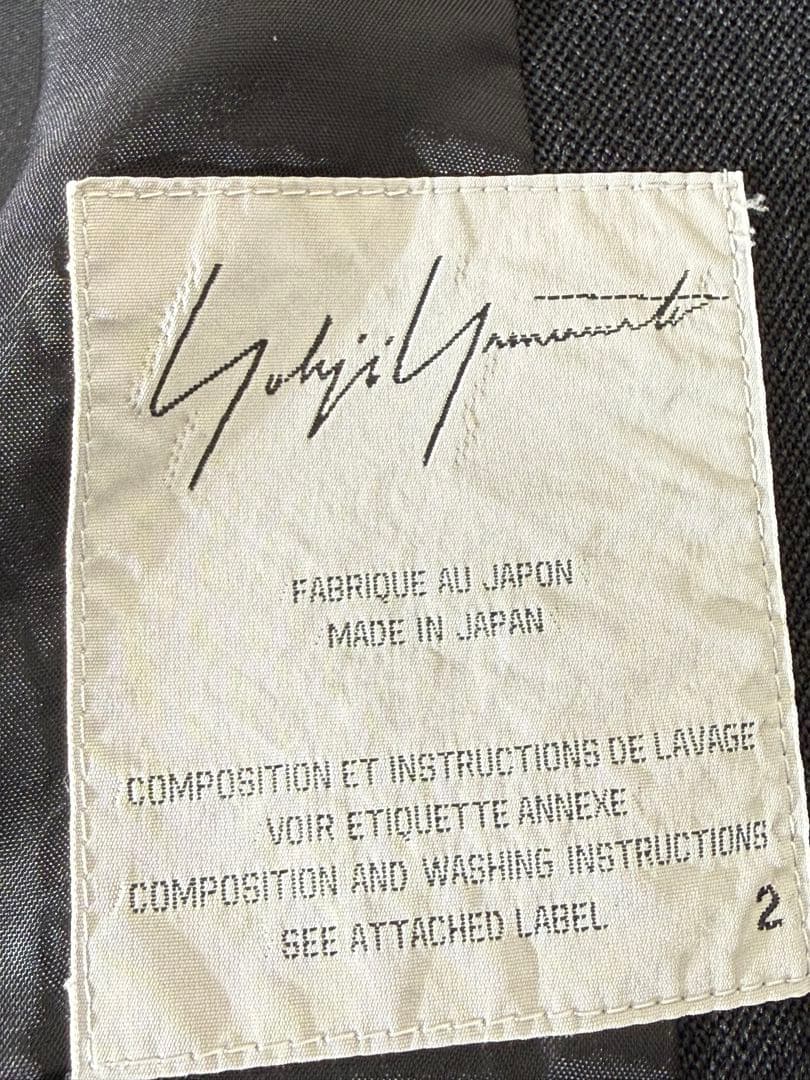 Yohji Yamamoto
FABRIQUE AU JAPON
MADE IN JAPAN
COMPOSITION ET INSTRUCTIONS DE LAVAGE
VOIR ETIQUETTE ANNEXE
COMPOSITION AND WASHING INSTRUCTIONS
SEE ATTACHED LABEL
2